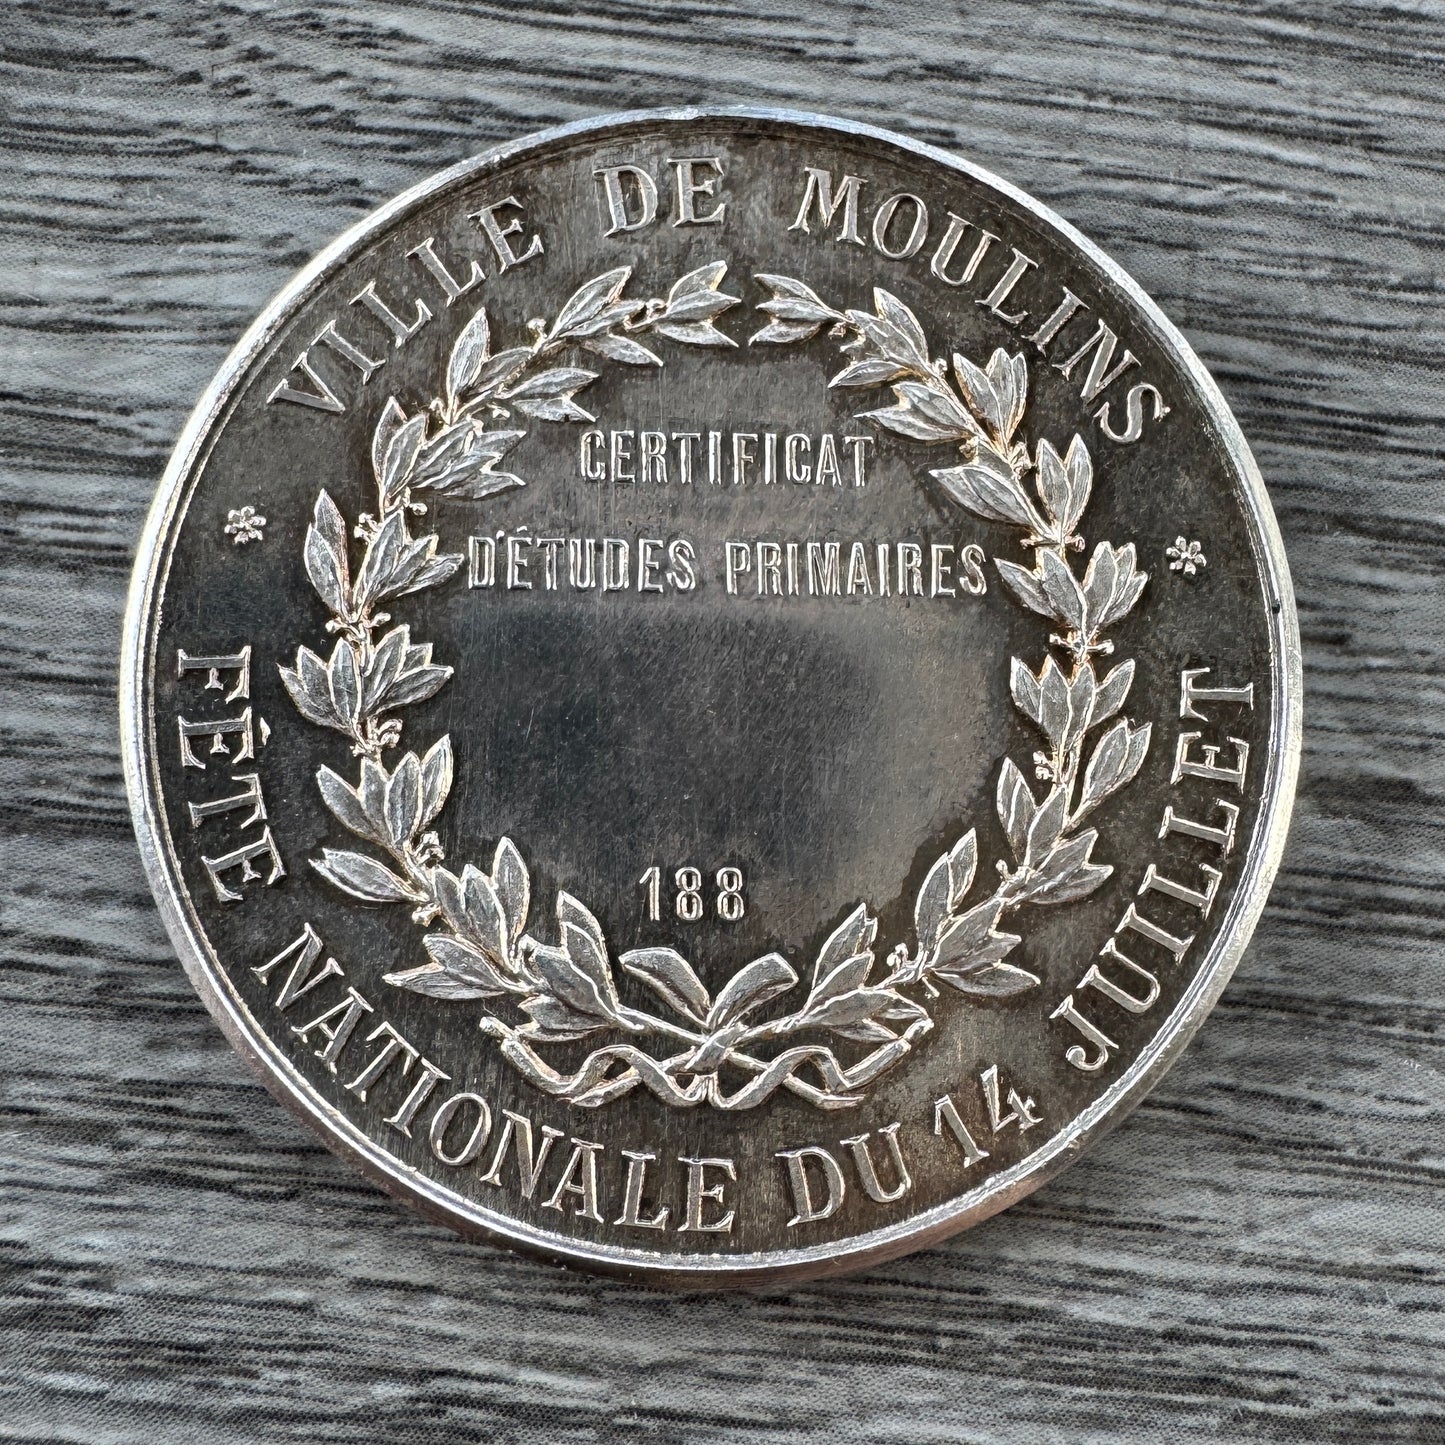 VILLE DE MOULINS
CERTIFICAT
D'ÉTUDES PRIMAIRES
188
FÊTE NATIONALE DU 14 JUILLET